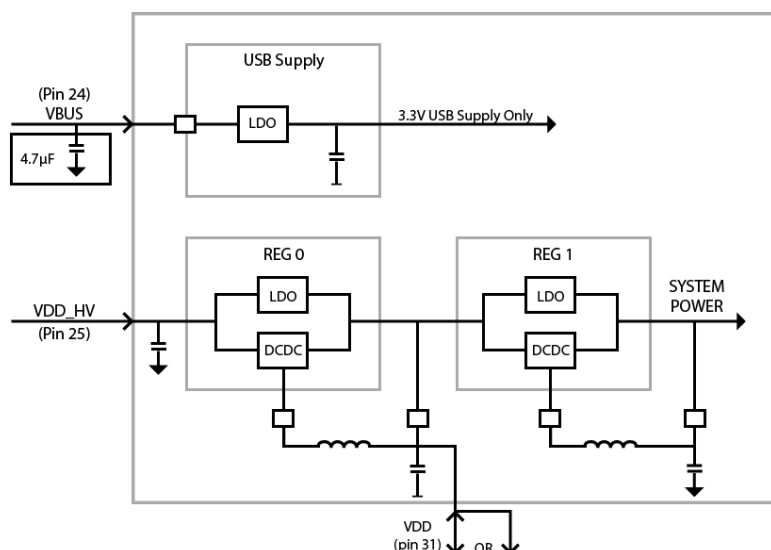 USB Supply
(Pin 24)
VBUS
LDO
3.3V USB Supply Only
4.7µF
REG 0
REG 1
LDO
LDO
SYSTEM
POWER
VDD_HV
(Pin 25)
DCDC
DCDC
VDD
(pin 31)
OR